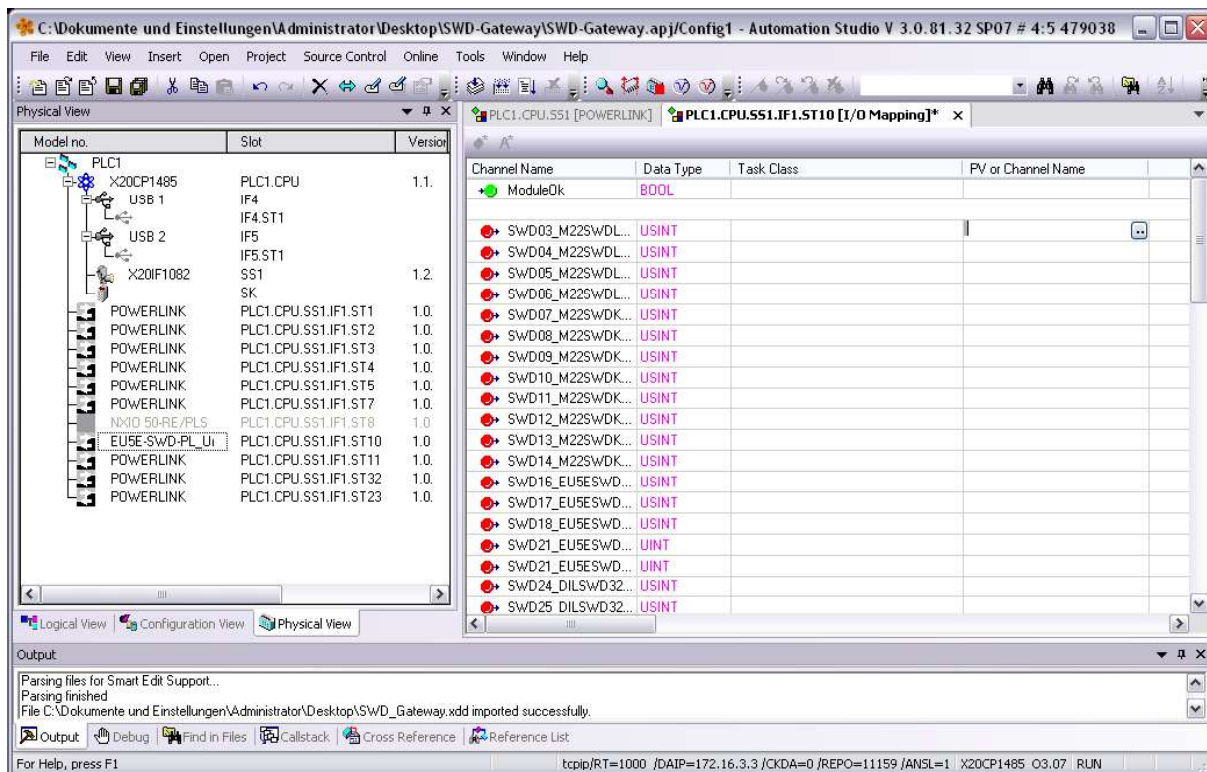 C:\Dokumente und Einstellungen\Administrator\Desktop\SWD-Gateway\SWD-Gateway.apj/Config1 - Automation Studio V 3.0.81.32 SP07 # 4:5 479038
File Edit View Insert Open Project Source Control Online Tools Window Help
Physical View
PLC1.CPU.SS1 [POWERLINK] PLC1.CPU.SS1.IF1.ST10 [I/O Mapping]*
Model no. Slot Version
PLC1
X20CP1485 PLC1.CPU 1.1.
USB 1 IF4
IF4.ST1
USB 2 IF5
IF5.ST1
X20IF1082 SS1 1.2.
SK
POWERLINK PLC1.CPU.SS1.IF1.ST1 1.0.
POWERLINK PLC1.CPU.SS1.IF1.ST2 1.0.
POWERLINK PLC1.CPU.SS1.IF1.ST3 1.0.
POWERLINK PLC1.CPU.SS1.IF1.ST4 1.0.
POWERLINK PLC1.CPU.SS1.IF1.ST5 1.0.
POWERLINK PLC1.CPU.SS1.IF1.ST7 1.0.
NXIO 50-RE/PLS PLC1.CPU.SS1.IF1.ST8 1.0
EU5E-SWD-PL_Ui PLC1.CPU.SS1.IF1.ST10 1.0
POWERLINK PLC1.CPU.SS1.IF1.ST11 1.0.
POWERLINK PLC1.CPU.SS1.IF1.ST32 1.0.
POWERLINK PLC1.CPU.SS1.IF1.ST23 1.0.
Logical View Configuration View Physical View
Channel Name Data Type Task Class PV or Channel Name
ModuleOk BOOL
SWD03_M22SWDL... USINT
SWD04_M22SWDL... USINT
SWD05_M22SWDL... USINT
SWD06_M22SWDL... USINT
SWD07_M22SWDK... USINT
SWD08_M22SWDK... USINT
SWD09_M22SWDK... USINT
SWD10_M22SWDK... USINT
SWD11_M22SWDK... USINT
SWD12_M22SWDK... USINT
SWD13_M22SWDK... USINT
SWD14_M22SWDK... USINT
SWD16_EU5ESWD... USINT
SWD17_EU5ESWD... USINT
SWD18_EU5ESWD... USINT
SWD21_EU5ESWD... UINT
SWD21_EU5ESWD... UINT
SWD24_DILSWD32... USINT
SWD25_DILSWD32... USINT
Output
Parsing files for Smart Edit Support...
Parsing finished
File C:\Dokumente und Einstellungen\Administrator\Desktop\SWD_Gateway.xdd imported successfully.
Output Debug Find in Files Callstack Cross Reference Reference List
For Help, press F1 tcpip/RT=1000 /DAIP=172.16.3.3 /CKDA=0 /REPO=11159 /ANSL=1 X20CP1485 O3.07 RUN